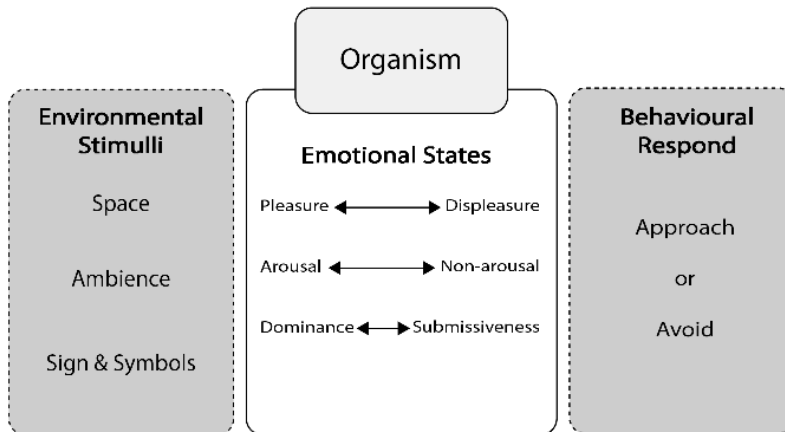 Organism
Environmental
Stimulli
Space
Ambience
Sign & Symbols
Emotional States
Pleasure Displeasure
Arousal Non-arousal
Dominance Submissiveness
Behavioural
Respond
Approach
or
Avoid